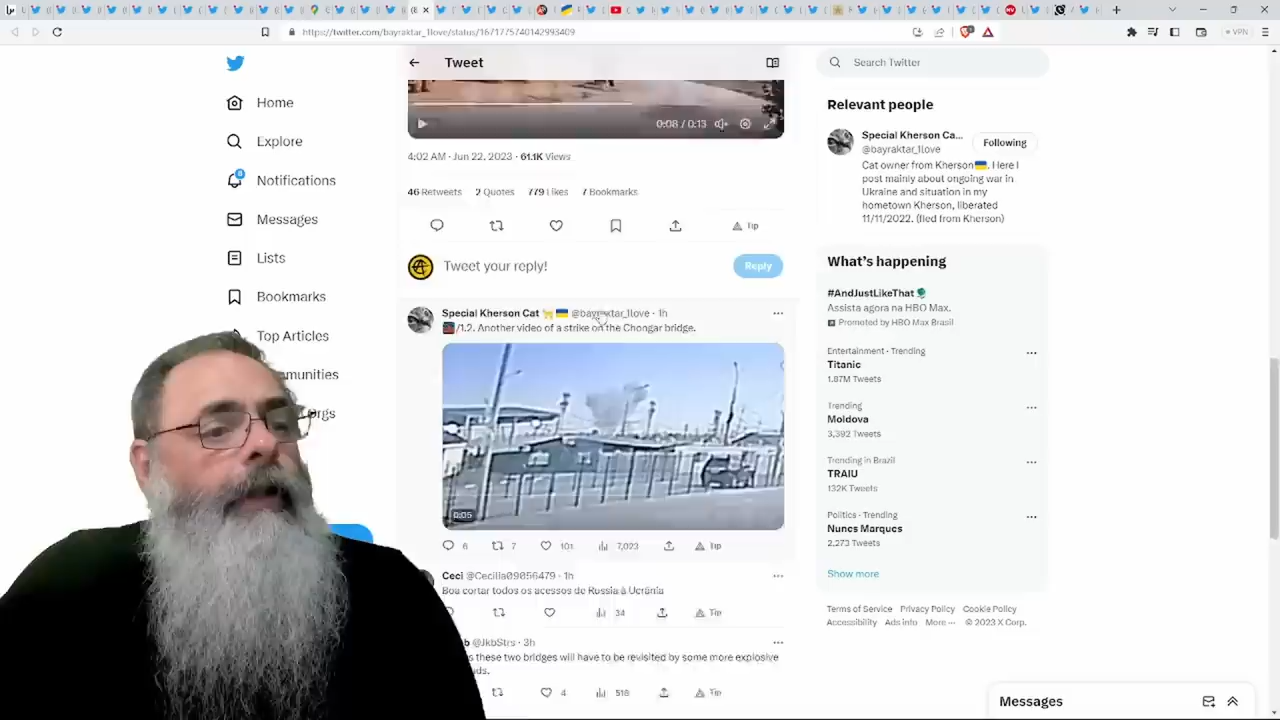 https://twitter.com/bayraktar_1love/status/1671775740142993409
VPN
Home
Explore
Notifications
Messages
Lists
Bookmarks
Top Articles
Tweet
0:08 / 0:13
4:02 AM · Jun 22, 2023 · 61.1K Views
46 Retweets 2 Quotes 779 Likes 7 Bookmarks
Tip
Tweet your reply!
Reply
Special Kherson Cat @bayraktar_1love · 1h
/1.2. Another video of a strike on the Chongar bridge.
0:05
6 7 101 7,023 Tip
Ceci @Cecilia09056479 · 1h
Boa cortar todos os acessos de Russia à Ucrânia
34 Tip
@JkbStrs · 3h
these two bridges will have to be revisited by some more explosive
4 518 Tip
Search Twitter
Relevant people
Special Kherson Ca...
@bayraktar_1love
Following
Cat owner from Kherson. Here I
post mainly about ongoing war in
Ukraine and situation in my
hometown Kherson, liberated
11/11/2022. (fled from Kherson)
What's happening
#AndJustLikeThat
Assista agora na HBO Max.
Promoted by HBO Max Brasil
Entertainment · Trending
Titanic
1.87M Tweets
Trending
Moldova
3,392 Tweets
Trending in Brazil
TRAIU
132K Tweets
Politics · Trending
Nunes Marques
2,273 Tweets
Show more
Terms of Service Privacy Policy Cookie Policy
Accessibility Ads info More ··· © 2023 X Corp.
Messages